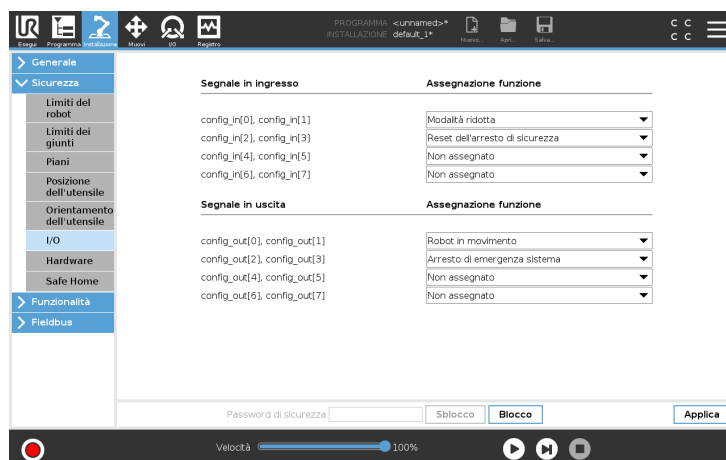 PROGRAMMA <unnamed>*
INSTALLAZIONE default_1*
UR
Esegui Programma Installazione Muovi I/O Registro Nuovo... Apri... Salva...
C C
C C
Generale
Sicurezza
Limiti del robot
Limiti dei giunti
Piani
Posizione dell'utensile
Orientamento dell'utensile
I/O
Hardware
Safe Home
Funzionalità
Fieldbus
Segnale in ingresso Assegnazione funzione
config_in[0], config_in[1] Modalità ridotta
config_in[2], config_in[3] Reset dell'arresto di sicurezza
config_in[4], config_in[5] Non assegnato
config_in[6], config_in[7] Non assegnato
Segnale in uscita Assegnazione funzione
config_out[0], config_out[1] Robot in movimento
config_out[2], config_out[3] Arresto di emergenza sistema
config_out[4], config_out[5] Non assegnato
config_out[6], config_out[7] Non assegnato
Password di sicurezza Sblocco Blocco Applica
Velocità 100%